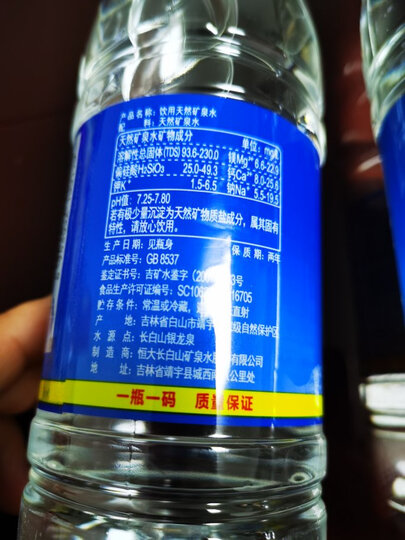 产品名称：饮用天然矿泉水
配　　料：天然矿泉水
天然矿泉水矿物成分　单位：mg/L
溶解性总固体(TDS) 93.6-230.0　镁Mg²⁺ 6.6-22.9
偏硅酸H₂SiO₃　25.0-49.3　钙Ca²⁺ 8.0-25.6
钾K⁺　1.5-6.5　钠Na⁺ 5.5-19.5
pH值：7.25-7.80
若有极少量沉淀为天然矿物质盐成分，属其固有
特性，请放心饮用。
生产日期：见瓶身　保质期：两年
产品标准号：GB 8537
鉴定证书号：吉矿水鉴字
食品生产许可证编号：
贮存条件：常温或冷藏，直射
产　　地：吉林省白山市靖宇级自然保护区
水 源 点：长白山银龙泉
制 造 商：恒大长白山矿泉水有限公司
地　　址：吉林省靖宇县城西南公里处
一瓶一码　质量保证